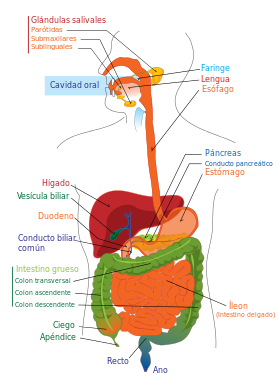 Glándulas salivales
Parótidas
Submaxilares
Sublinguales
Cavidad oral
Faringe
Lengua
Esófago
Páncreas
Conducto pancreático
Estómago
Hígado
Vesícula biliar
Duodeno
Conducto biliar
común
Intestino grueso
Colon transversal
Colon ascendente
Colon descendente
Ciego
Apéndice
Íleon
(intestino delgado)
Recto
Ano